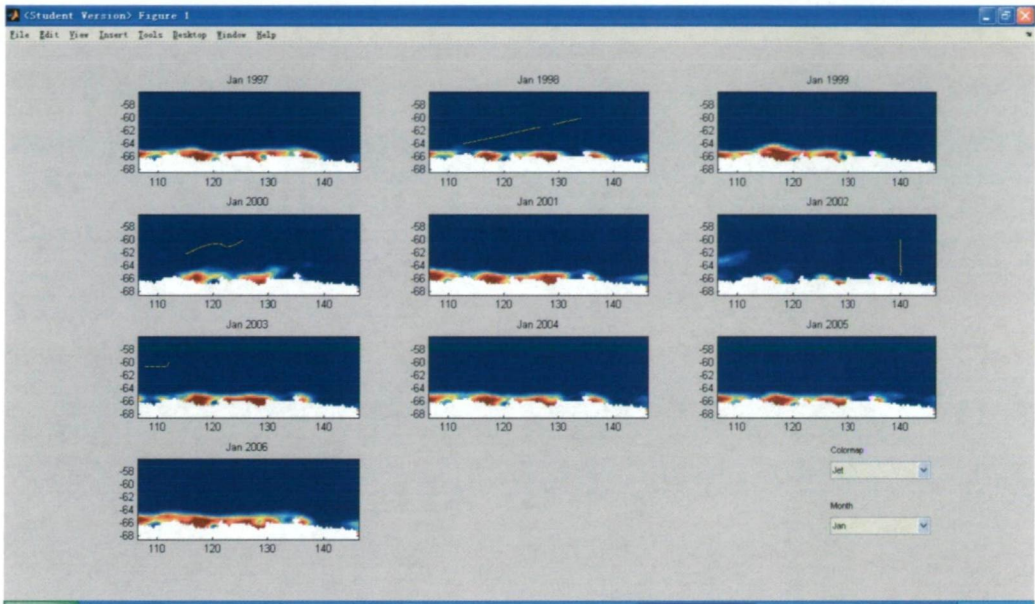 <Student Version> Figure 1
File Edit View Insert Tools Desktop Window Help
Jan 1997
Jan 1998
Jan 1999
-58
-60
-62
-64
-66
-68
110 120 130 140
-58
-60
-62
-64
-66
-68
110 120 130 140
-58
-60
-62
-64
-66
-68
110 120 130 140
Jan 2000
Jan 2001
Jan 2002
-58
-60
-62
-64
-66
-68
110 120 130 140
-58
-60
-62
-64
-66
-68
110 120 130 140
-58
-60
-62
-64
-66
-68
110 120 130 140
Jan 2003
Jan 2004
Jan 2005
-58
-60
-62
-64
-66
-68
110 120 130 140
-58
-60
-62
-64
-66
-68
110 120 130 140
-58
-60
-62
-64
-66
-68
110 120 130 140
Jan 2006
-58
-60
-62
-64
-66
-68
110 120 130 140
Colormap
Jet
Month
Jan